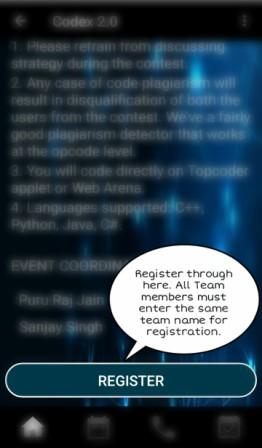 Codex 2.0
1. Please refrain from discussing
strategy during the contest.
2. Any case of code plagiarism will
result in disqualification of both the
users from the contest. We've a fairly
good plagiarism detector that works
at the opcode level.
3. You will code directly on Topcoder
applet or Web Arena.
4. Languages supported: C++,
Python, Java, C#.
EVENT COORDIN
Puru Raj Jain
Sanjay Singh
Register through
here. All Team
members must
enter the same
team name for
registration.
REGISTER